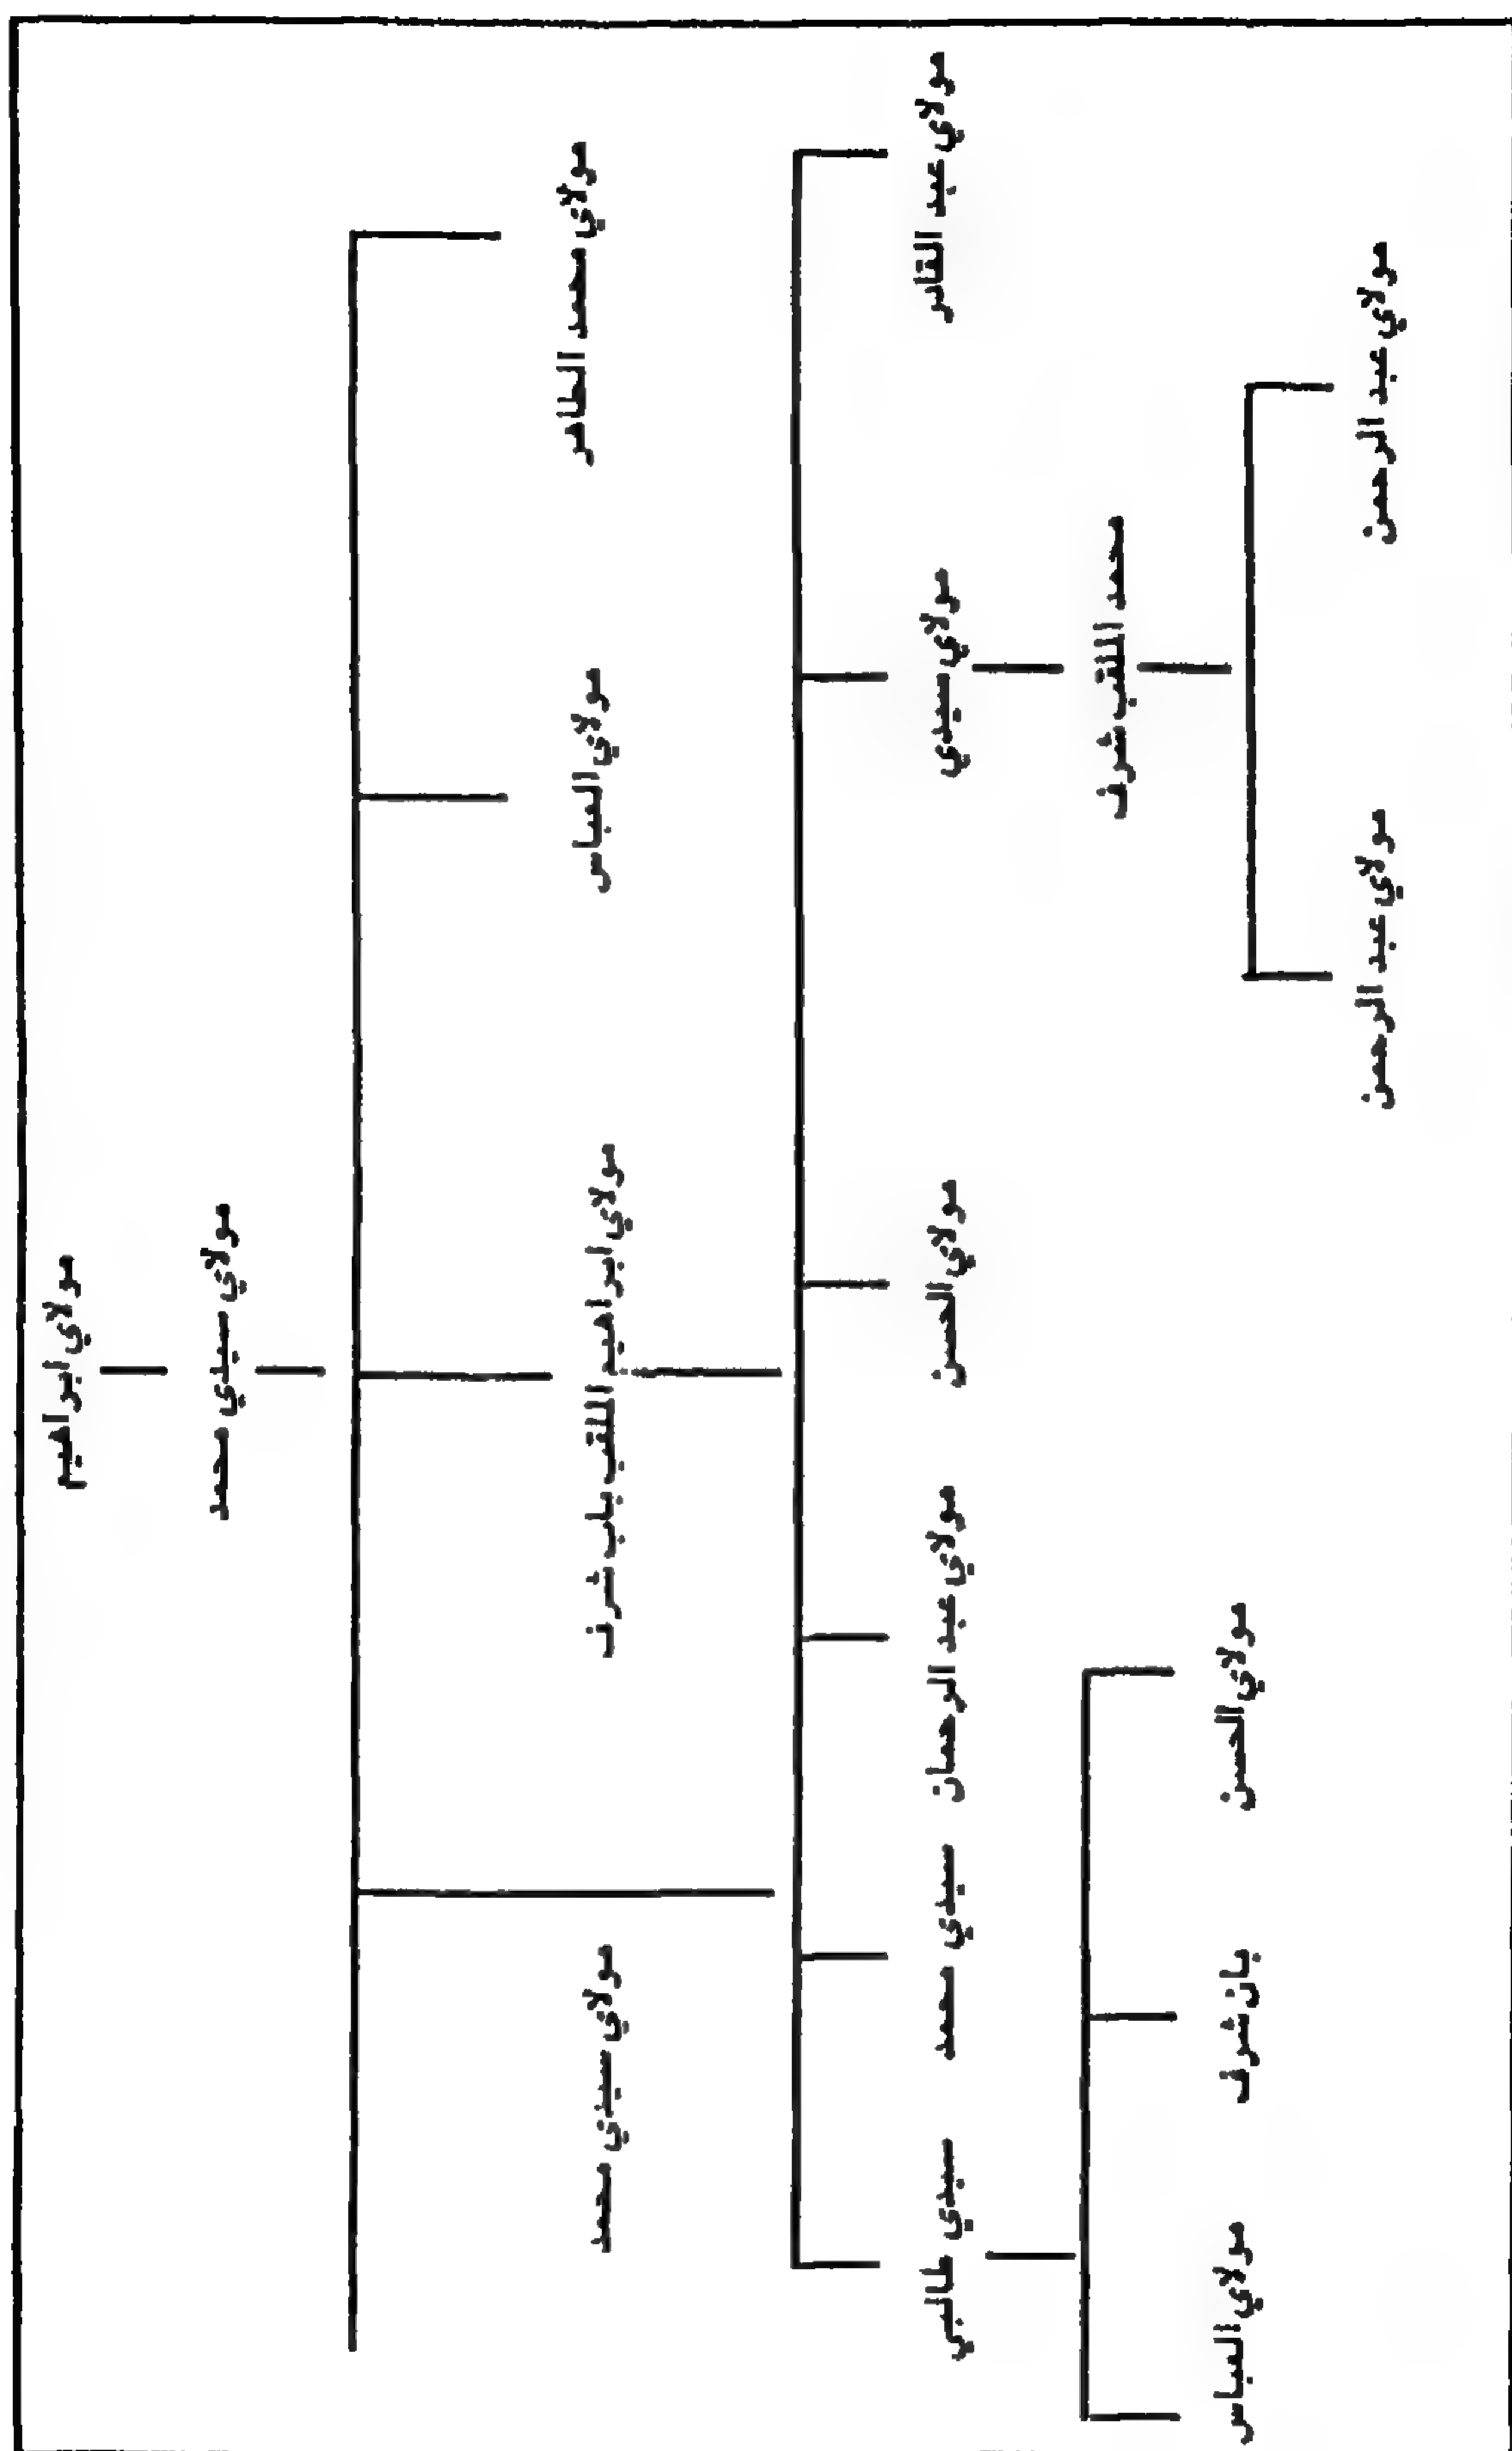 مولاي ابراهيم
مولاي سيدي محمد
مولاي محمد الطاهر
مولاي العباس
مولاي ابراهيم الملقب باب شرف
مولاي سيدي محمد
مولاي عبد القادر
مولاي سيدي
مولاي الحسن
مولاي عبد الرحمان
سيدي محمد
سيدي طالبي
محمد الملقب شرف
مولاي الحسن
بان شرف
مولاي العباس
مولاي عبد الرحمن
مولاي عبد الرحمن